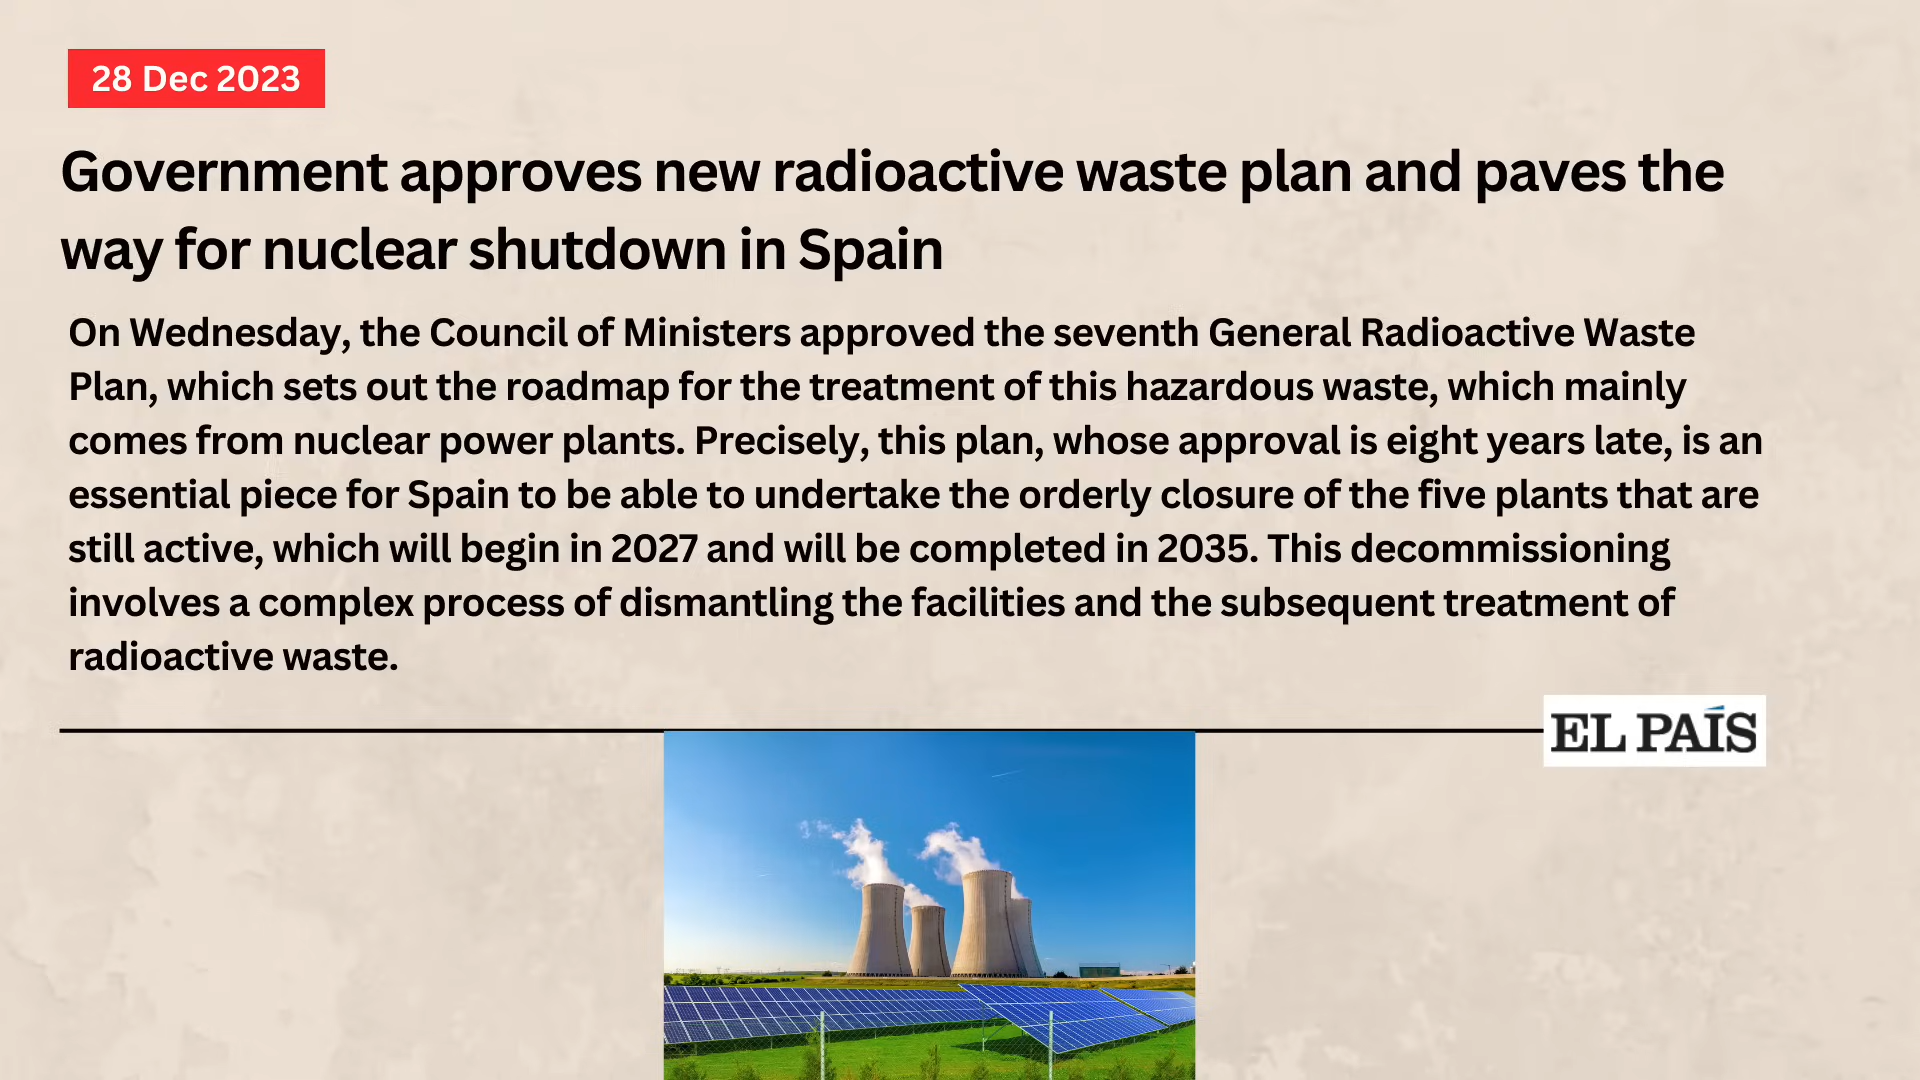 28 Dec 2023
Government approves new radioactive waste plan and paves the
way for nuclear shutdown in Spain
On Wednesday, the Council of Ministers approved the seventh General Radioactive Waste
Plan, which sets out the roadmap for the treatment of this hazardous waste, which mainly
comes from nuclear power plants. Precisely, this plan, whose approval is eight years late, is an
essential piece for Spain to be able to undertake the orderly closure of the five plants that are
still active, which will begin in 2027 and will be completed in 2035. This decommissioning
involves a complex process of dismantling the facilities and the subsequent treatment of
radioactive waste.
EL PAÍS